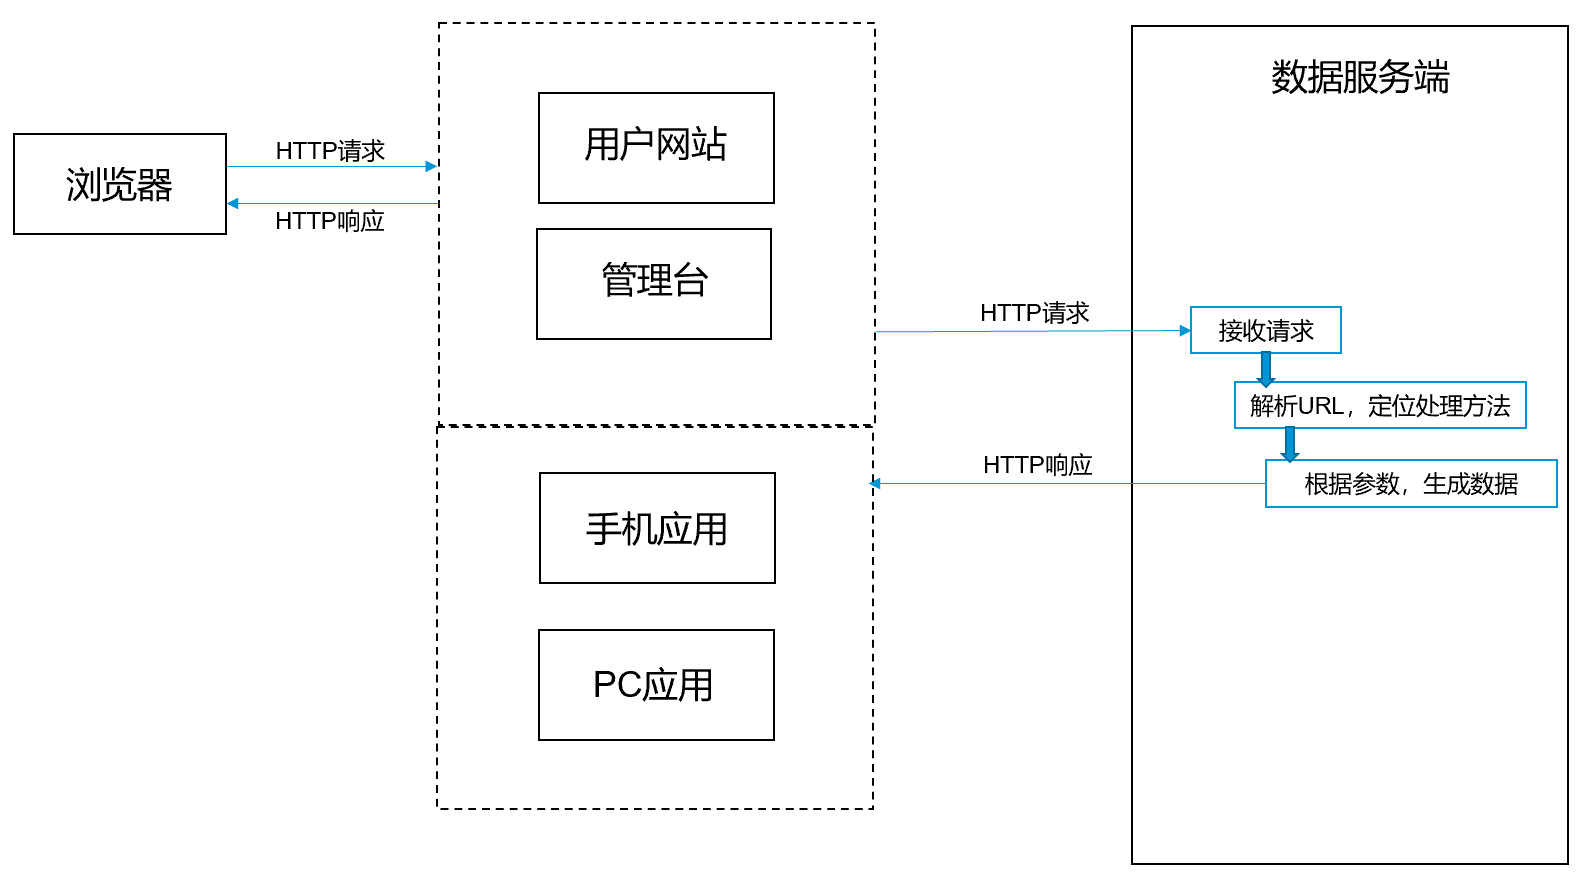 浏览器
HTTP请求
HTTP响应
用户网站
管理台
手机应用
PC应用
HTTP请求
HTTP响应
数据服务端
接收请求
解析URL，定位处理方法
根据参数，生成数据